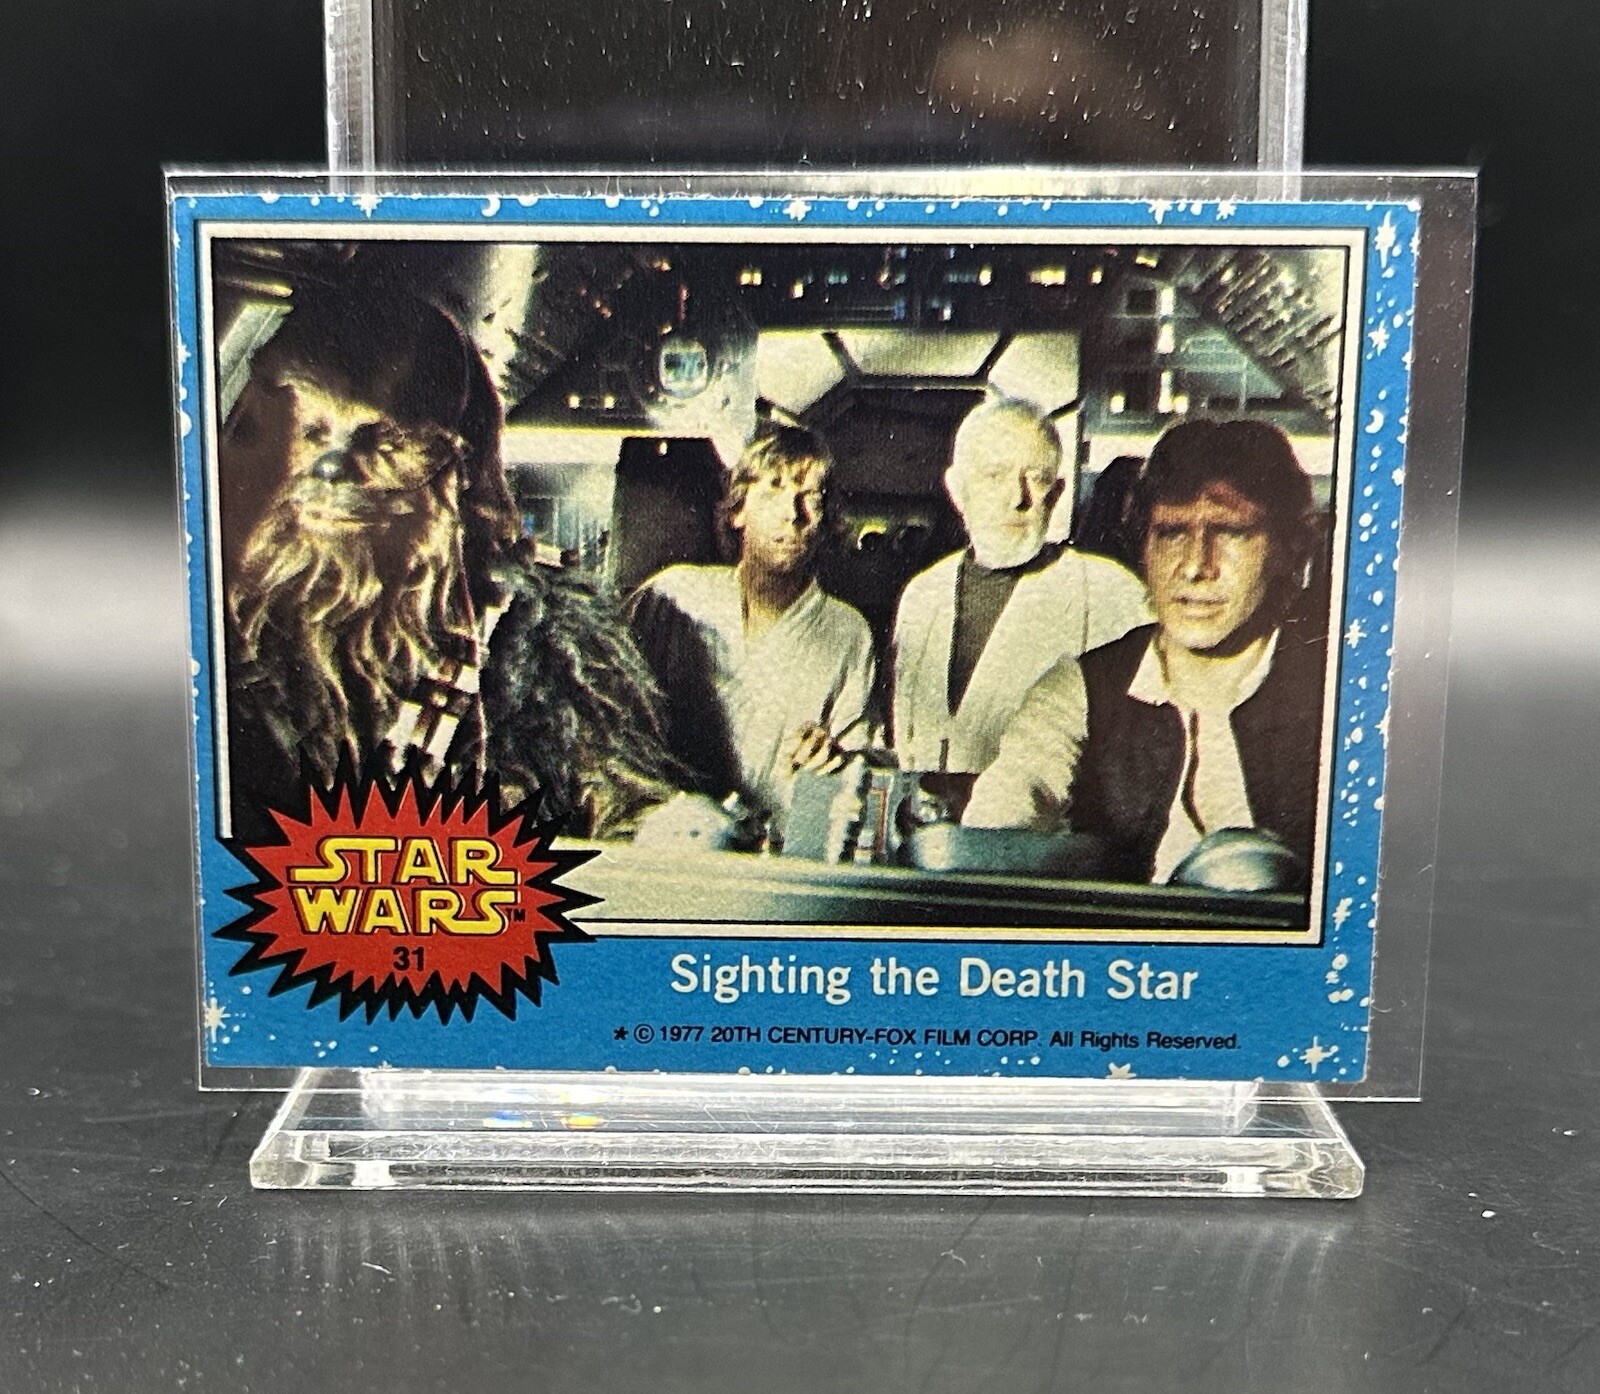 STAR
WARS™
31
Sighting the Death Star
* © 1977 20TH CENTURY-FOX FILM CORP. All Rights Reserved.